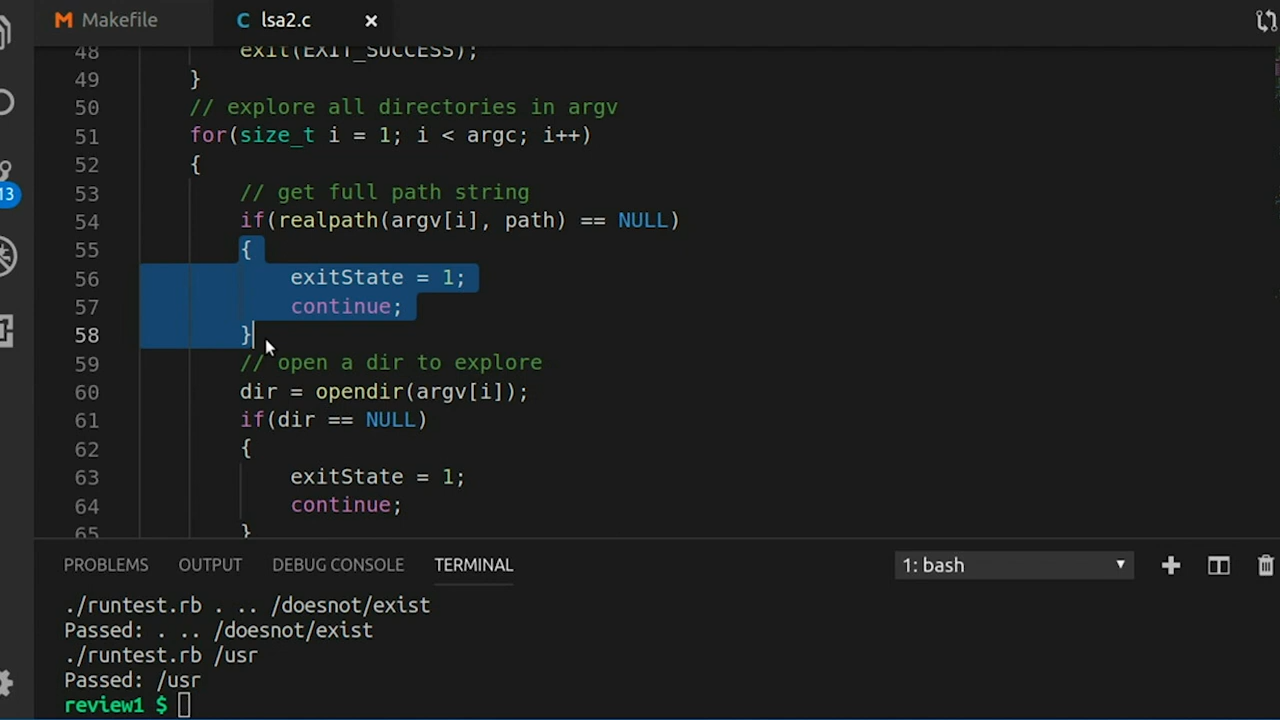 M Makefile C lsa2.c ×
48 exit(EXIT_SUCCESS);
49 }
50 // explore all directories in argv
51 for(size_t i = 1; i < argc; i++)
52 {
53 // get full path string
54 if(realpath(argv[i], path) == NULL)
55 {
56 exitState = 1;
57 continue;
58 }
59 // open a dir to explore
60 dir = opendir(argv[i]);
61 if(dir == NULL)
62 {
63 exitState = 1;
64 continue;
65 }
13
PROBLEMS OUTPUT DEBUG CONSOLE TERMINAL 1: bash
./runtest.rb . .. /doesnot/exist
Passed: . .. /doesnot/exist
./runtest.rb /usr
Passed: /usr
review1 $